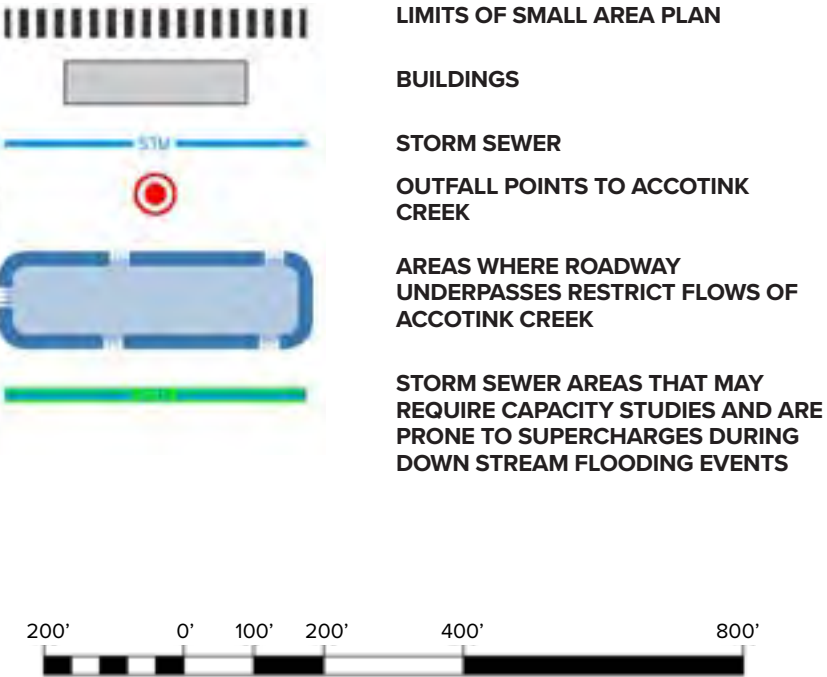 LIMITS OF SMALL AREA PLAN
BUILDINGS
STM
STORM SEWER
OUTFALL POINTS TO ACCOTINK
CREEK
AREAS WHERE ROADWAY
UNDERPASSES RESTRICT FLOWS OF
ACCOTINK CREEK
STORM SEWER AREAS THAT MAY
REQUIRE CAPACITY STUDIES AND ARE
PRONE TO SUPERCHARGES DURING
DOWN STREAM FLOODING EVENTS
200’ 0’ 100’ 200’ 400’ 800’